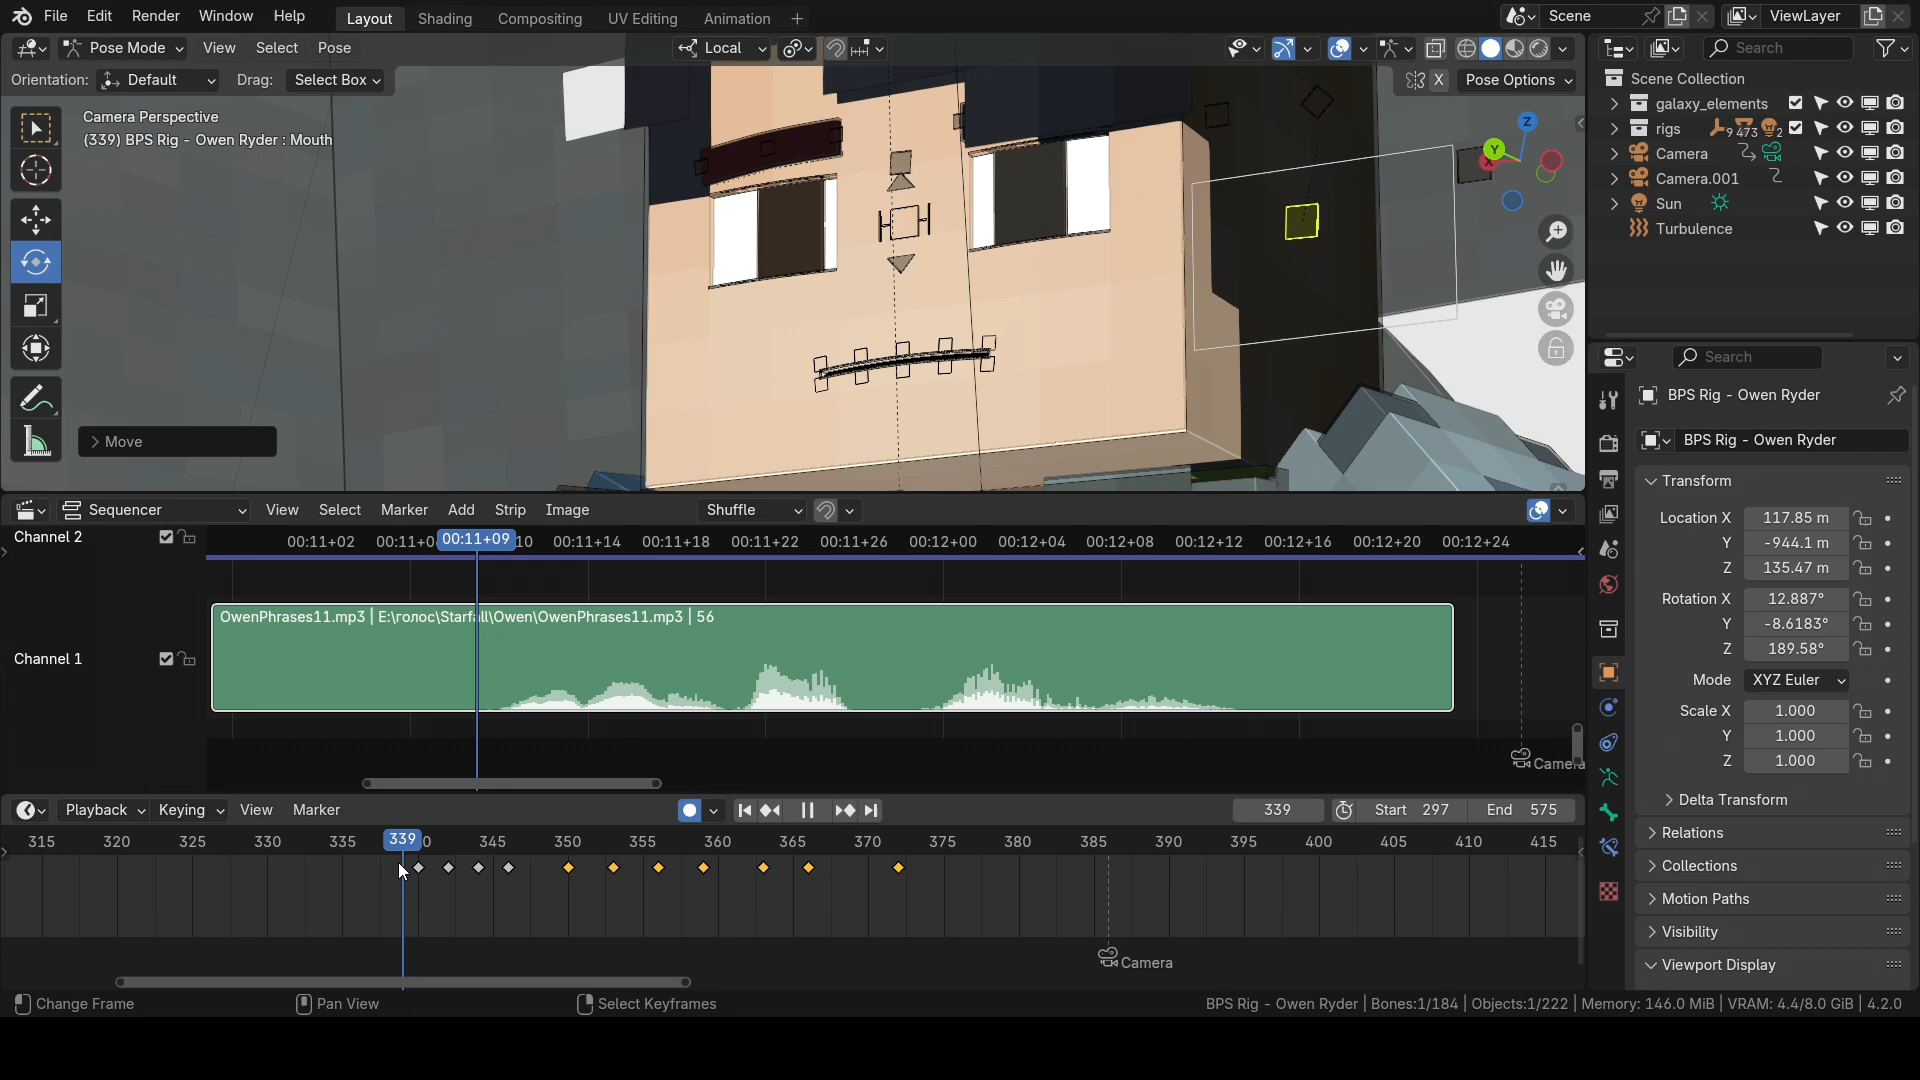 File Edit Render Window Help Layout Shading Compositing UV Editing Animation + Scene ViewLayer
Pose Mode View Select Pose Local
Search
Orientation: Default Drag: Select Box X Pose Options
Scene Collection
Camera Perspective
(339) BPS Rig - Owen Ryder : Mouth
galaxy_elements
rigs 9 473 2
Camera
Camera.001
Sun
Turbulence
Z
Y
X
Move
Search
BPS Rig - Owen Ryder
BPS Rig - Owen Ryder
Transform
Location X 117.85 m
Y -944.1 m
Z 135.47 m
Rotation X 12.887°
Y -8.6183°
Z 189.58°
Mode XYZ Euler
Scale X 1.000
Y 1.000
Z 1.000
Delta Transform
Relations
Collections
Motion Paths
Visibility
Viewport Display
Sequencer View Select Marker Add Strip Image Shuffle
Channel 2
00:11+02 00:11+0 00:11+09 10 00:11+14 00:11+18 00:11+22 00:11+26 00:12+00 00:12+04 00:12+08 00:12+12 00:12+16 00:12+20 00:12+24
OwenPhrases11.mp3 | E:\голос\Starfall\Owen\OwenPhrases11.mp3 | 56
Channel 1
Camera
Playback Keying View Marker 339 Start 297 End 575
315 320 325 330 335 339 0 345 350 355 360 365 370 375 380 385 390 395 400 405 410 415
Camera
Change Frame Pan View Select Keyframes BPS Rig - Owen Ryder | Bones:1/184 | Objects:1/222 | Memory: 146.0 MiB | VRAM: 4.4/8.0 GiB | 4.2.0